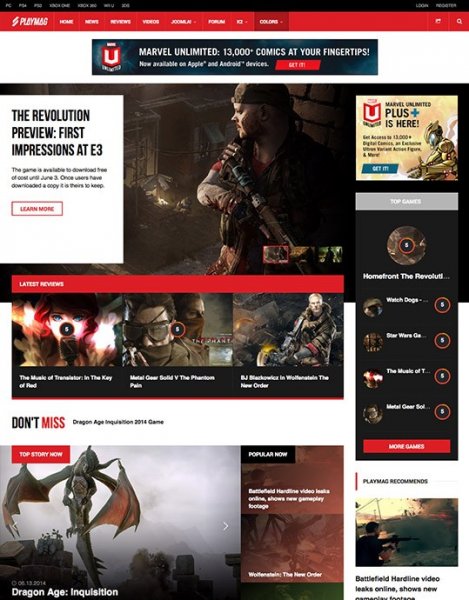 PC PS4 PS3 XBOX ONE XBOX 360 WII U 3DS LOGIN REGISTER
PLAYMAG HOME NEWS REVIEWS VIDEOS JOOMLA! FORUM K2 COLORS
MARVEL UNLIMITED MARVEL UNLIMITED: 13,000+ COMICS AT YOUR FINGERTIPS!
Now available on Apple® and Android™ devices. GET IT!
THE REVOLUTION
PREVIEW: FIRST
IMPRESSIONS AT E3
The game is available to download free
of cost until June 3. Once users have
downloaded a copy it is theirs to keep.
LEARN MORE
MARVEL UNLIMITED
PLUS+
IS HERE!
Get Access to 13,000+
Digital Comics, an Exclusive
Ultron Variant Action Figure,
& More!
GET IT!
TOP GAMES
5
Homefront The Revoluti...
Watch Dogs - ... 5
Star Wars Ga... 5
The Music of T... 5
Metal Gear Sol... 5
MORE GAMES
LATEST REVIEWS
5
5
THE PHANT
The Music of Transistor: In The Key
of Red
Metal Gear Solid V The Phantom
Pain
BJ Blazkowicz in Wolfenstein The
New Order
DON'T MISS Dragon Age Inquisition 2014 Game
TOP STORY NOW
06.13.2014
Dragon Age: Inquisition
POPULAR NOW
Battlefield Hardline video leaks
online, shows new gameplay
footage
Wolfenstein: The New Order
PLAYMAG RECOMMENDS
Battlefield Hardline video
leaks online, shows new
gameplay footage